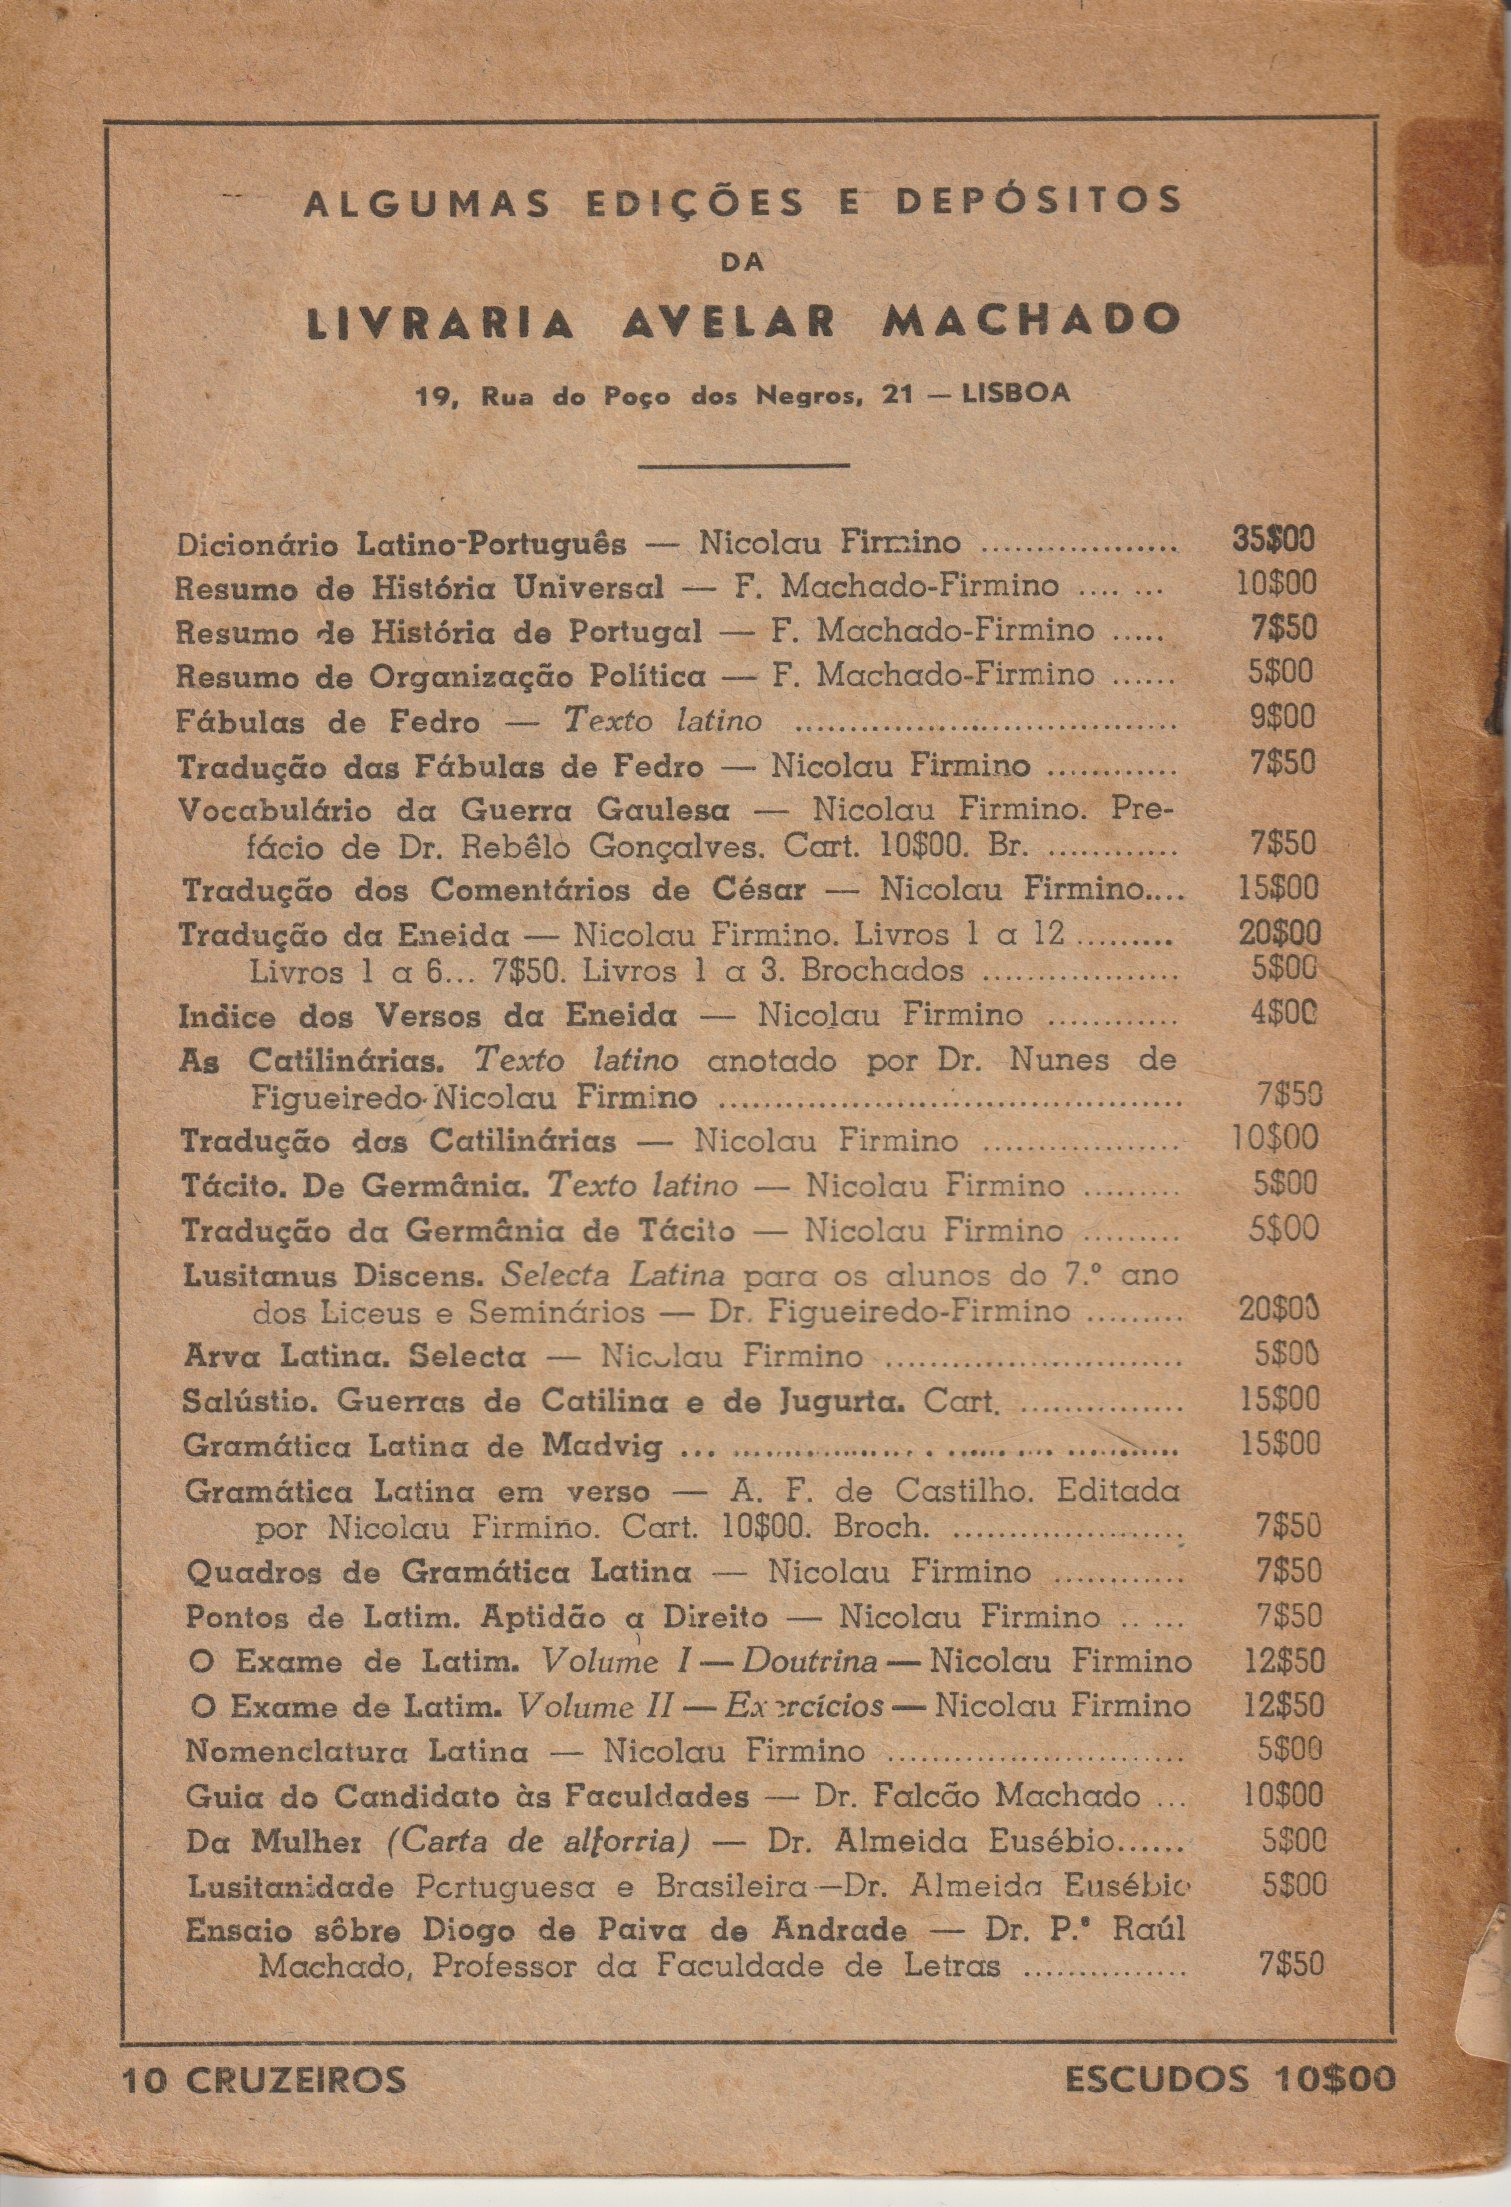 ALGUMAS EDIÇÕES E DEPÓSITOS
DA
LIVRARIA AVELAR MACHADO
19, Rua do Poço dos Negros, 21 — LISBOA
Dicionário Latino-Português — Nicolau Firmino .................. 35$00
Resumo de História Universal — F. Machado-Firmino .... ... 10$00
Resumo de História de Portugal — F. Machado-Firmino ..... 7$50
Resumo de Organização Política — F. Machado-Firmino ...... 5$00
Fábulas de Fedro — Texto latino ................................... 9$00
Tradução das Fábulas de Fedro — Nicolau Firmino ............ 7$50
Vocabulário da Guerra Gaulesa — Nicolau Firmino. Pre-
fácio de Dr. Rebêlo Gonçalves. Cart. 10$00. Br. ............ 7$50
Tradução dos Comentários de César — Nicolau Firmino.... 15$00
Tradução da Eneida — Nicolau Firmino. Livros 1 a 12 ......... 20$00
Livros 1 a 6... 7$50. Livros 1 a 3. Brochados .................. 5$00
Indice dos Versos da Eneida — Nicolau Firmino ............ 4$00
As Catilinárias. Texto latino anotado por Dr. Nunes de
Figueiredo-Nicolau Firmino .......................................... 7$50
Tradução das Catilinárias — Nicolau Firmino .................. 10$00
Tácito. De Germânia. Texto latino — Nicolau Firmino ......... 5$00
Tradução da Germânia de Tácito — Nicolau Firmino ......... 5$00
Lusitanus Discens. Selecta Latina para os alunos do 7.º ano
dos Liceus e Seminários — Dr. Figueiredo-Firmino ......... 20$00
Arva Latina. Selecta — Nicolau Firmino ........................... 5$00
Salústio. Guerras de Catilina e de Jugurta. Cart. ............... 15$00
Gramática Latina de Madvig ... ................. . ...... .... ........... 15$00
Gramática Latina em verso — A. F. de Castilho. Editada
por Nicolau Firmino. Cart. 10$00. Broch. ..................... 7$50
Quadros de Gramática Latina — Nicolau Firmino ............ 7$50
Pontos de Latim. Aptidão a Direito — Nicolau Firmino .. ... 7$50
O Exame de Latim. Volume I — Doutrina — Nicolau Firmino 12$50
O Exame de Latim. Volume II — Exercícios — Nicolau Firmino 12$50
Nomenclatura Latina — Nicolau Firmino ........................... 5$00
Guia do Candidato às Faculdades — Dr. Falcão Machado ... 10$00
Da Mulher (Carta de alforria) — Dr. Almeida Eusébio...... 5$00
Lusitanidade Portuguesa e Brasileira — Dr. Almeida Eusébio 5$00
Ensaio sôbre Diogo de Paiva de Andrade — Dr. P.ᵉ Raúl
Machado, Professor da Faculdade de Letras ............... 7$50
10 CRUZEIROS ESCUDOS 10$00